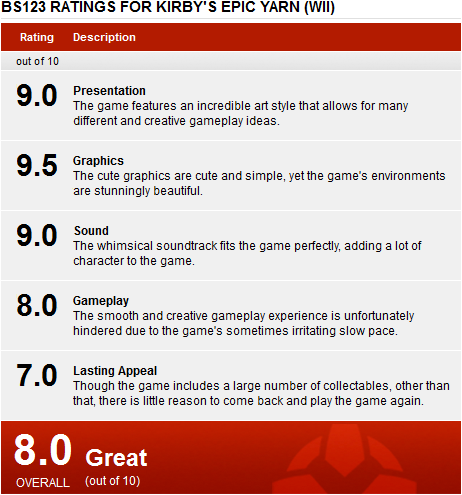 BS123 RATINGS FOR KIRBY'S EPIC YARN (WII)
Rating Description
out of 10
9.0 Presentation
The game features an incredible art style that allows for many
different and creative gameplay ideas.
9.5 Graphics
The cute graphics are cute and simple, yet the game's environments
are stunningly beautiful.
9.0 Sound
The whimsical soundtrack fits the game perfectly, adding a lot of
character to the game.
8.0 Gameplay
The smooth and creative gameplay experience is unfortunately
hindered due to the game's sometimes irritating slow pace.
7.0 Lasting Appeal
Though the game includes a large number of collectables, other than
that, there is little reason to come back and play the game again.
8.0 Great
OVERALL (out of 10)